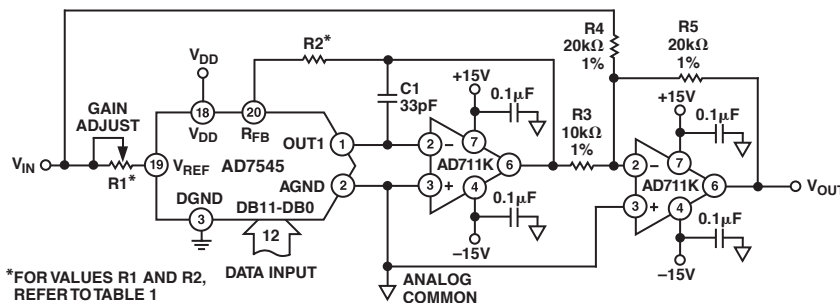 R4
20kΩ
1%
R5
20kΩ
1%
R2*
VDD
C1
33pF
+15V
0.1µF
+15V
0.1µF
GAIN
ADJUST
18
VDD
20
RFB
OUT1
1
2
–
7
AD711K
6
R3
10kΩ
1%
2
–
7
AD711K
6
VOUT
VIN
R1*
19
VREF
AD7545
AGND
2
3
+
4
0.1µF
3
+
4
0.1µF
DGND
3
DB11-DB0
12
DATA INPUT
–15V
–15V
ANALOG
COMMON
*FOR VALUES R1 AND R2,
REFER TO TABLE 1